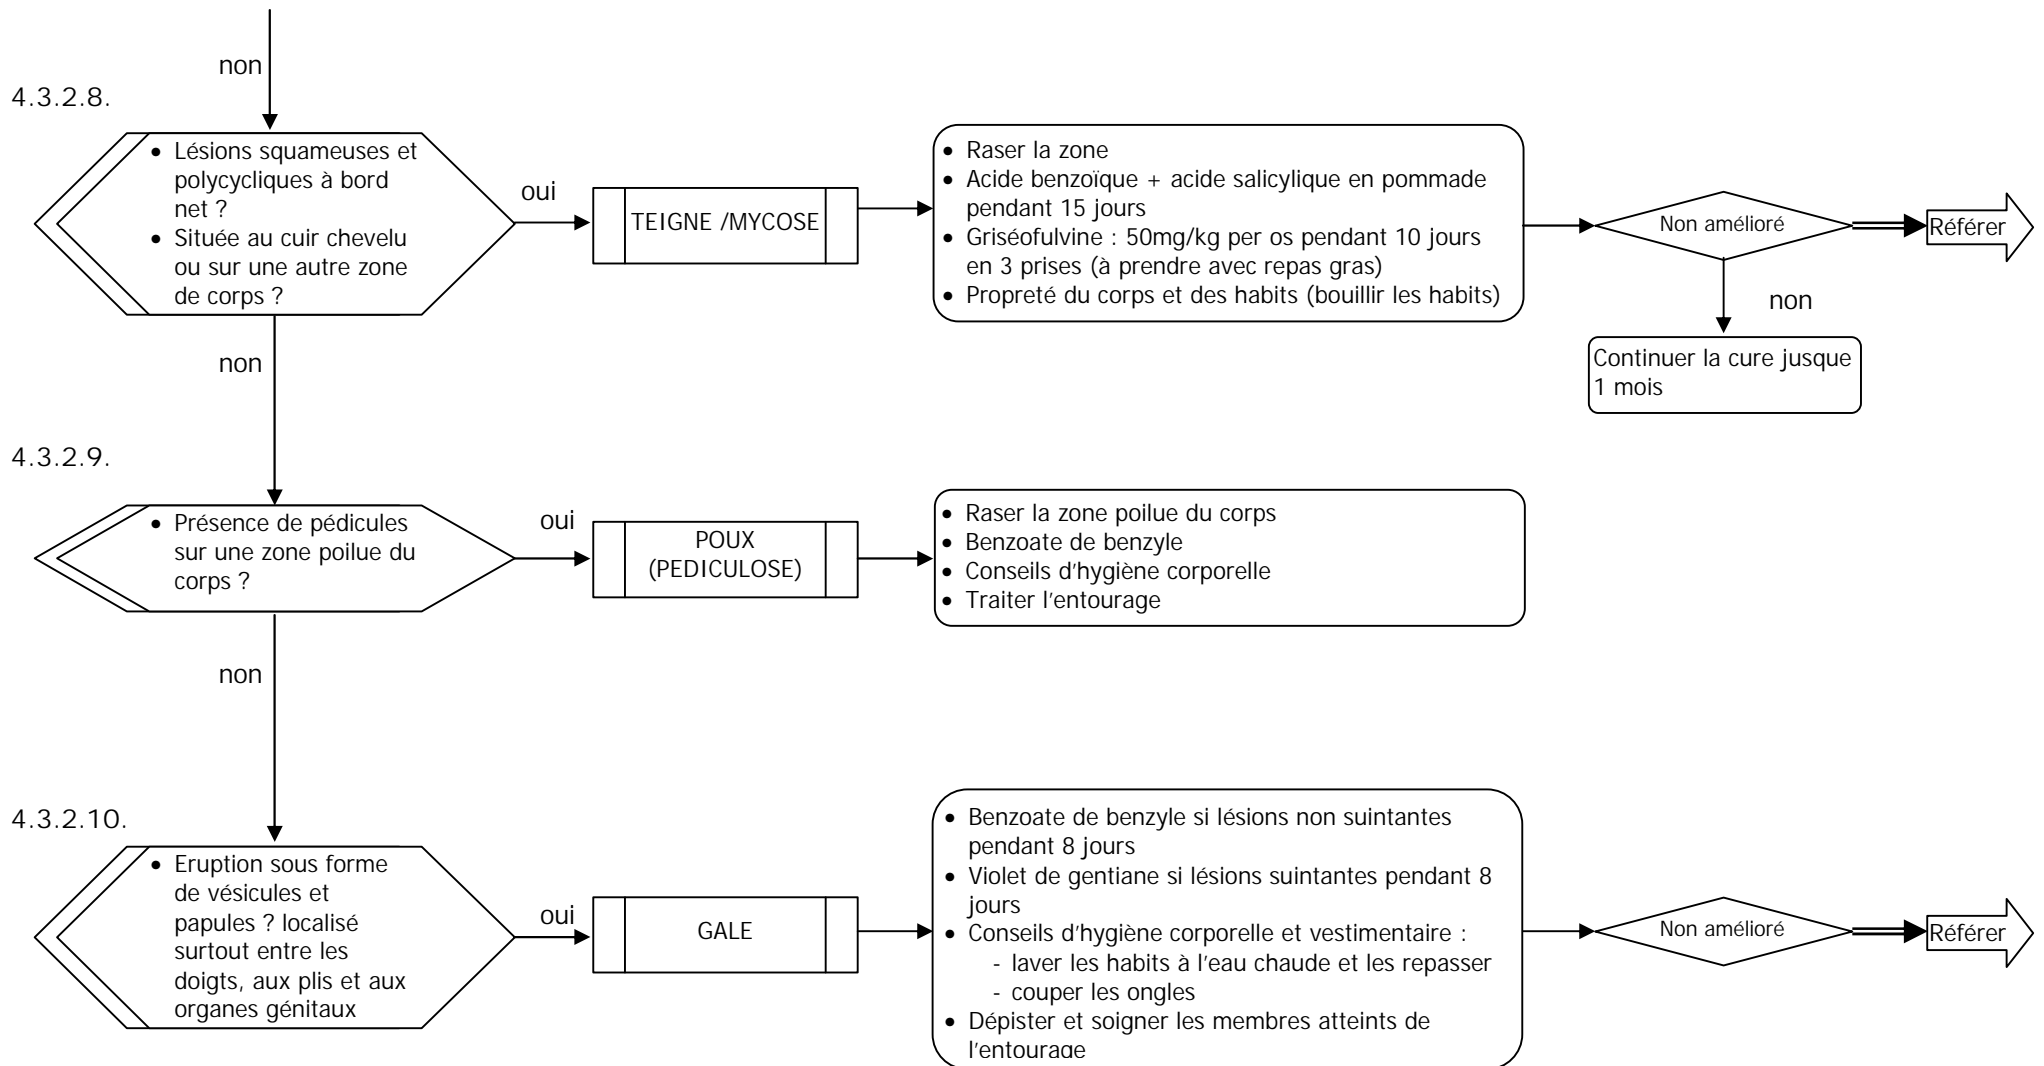 non
4.3.2.8.
• Lésions squameuses et
polycycliques à bord
net ?
• Située au cuir chevelu
ou sur une autre zone
de corps ?
oui
TEIGNE /MYCOSE
• Raser la zone
• Acide benzoïque + acide salicylique en pommade
pendant 15 jours
• Griséofulvine : 50mg/kg per os pendant 10 jours
en 3 prises (à prendre avec repas gras)
• Propreté du corps et des habits (bouillir les habits)
Non amélioré
Référer
non
Continuer la cure jusque
1 mois
non
4.3.2.9.
• Présence de pédicules
sur une zone poilue du
corps ?
oui
POUX
(PEDICULOSE)
• Raser la zone poilue du corps
• Benzoate de benzyle
• Conseils d'hygiène corporelle
• Traiter l'entourage
non
4.3.2.10.
• Eruption sous forme
de vésicules et
papules ? localisé
surtout entre les
doigts, aux plis et aux
organes génitaux
oui
GALE
• Benzoate de benzyle si lésions non suintantes
pendant 8 jours
• Violet de gentiane si lésions suintantes pendant 8
jours
• Conseils d'hygiène corporelle et vestimentaire :
- laver les habits à l'eau chaude et les repasser
- couper les ongles
• Dépister et soigner les membres atteints de
l'entourage
Non amélioré
Référer